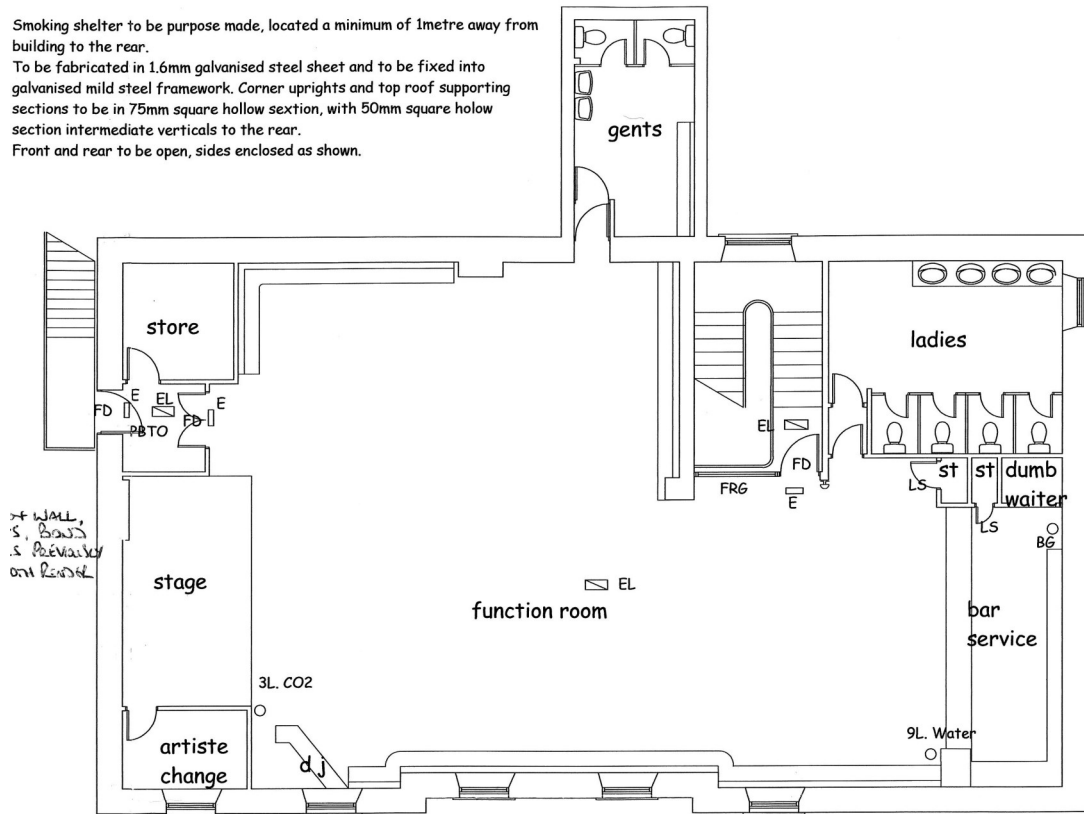 Smoking shelter to be purpose made, located a minimum of 1metre away from
building to the rear.
To be fabricated in 1.6mm galvanised steel sheet and to be fixed into
galvanised mild steel framework. Corner uprights and top roof supporting
sections to be in 75mm square hollow sextion, with 50mm square holow
section intermediate verticals to the rear.
Front and rear to be open, sides enclosed as shown.
gents
store
ladies
E
EL
E
FD
FD
PBTO
EL
FD
FRG
E
LS
st
st
dumb
waiter
LS
BG
WALL,
BOND
PREVIOUSLY
RENDER
stage
EL
function room
bar
service
3L. CO2
9L. Water
artiste
change
d j